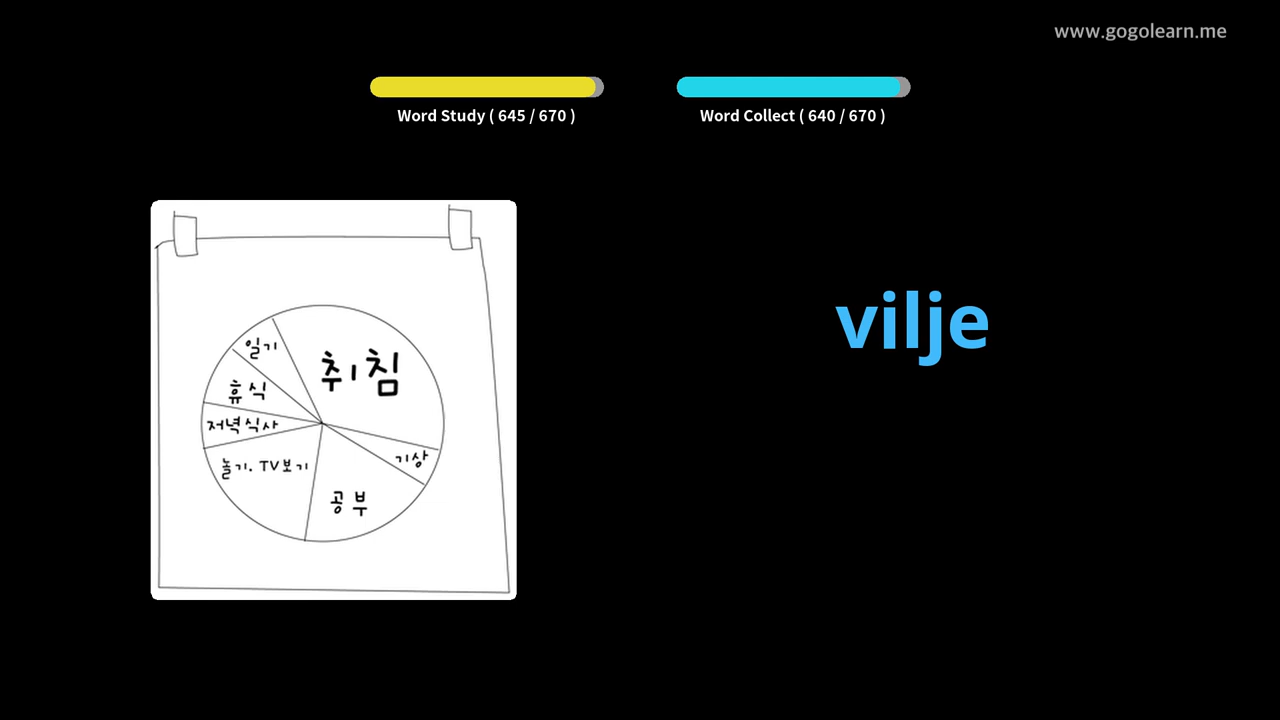 www.gogolearn.me
Word Study ( 645 / 670 )
Word Collect ( 640 / 670 )
일기
취침
휴식
저녁식사
놀기. TV보기
기상
공부
vilje